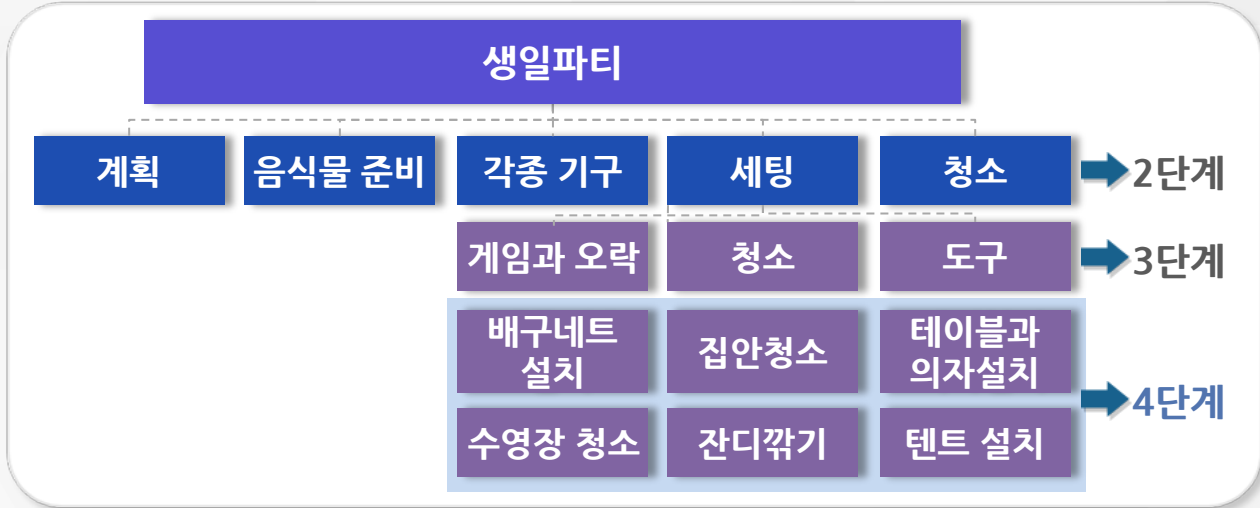 생일파티
계획
음식물 준비
각종 기구
세팅
청소
2단계
게임과 오락
청소
도구
3단계
배구네트
설치
집안청소
테이블과
의자설치
4단계
수영장 청소
잔디깎기
텐트 설치